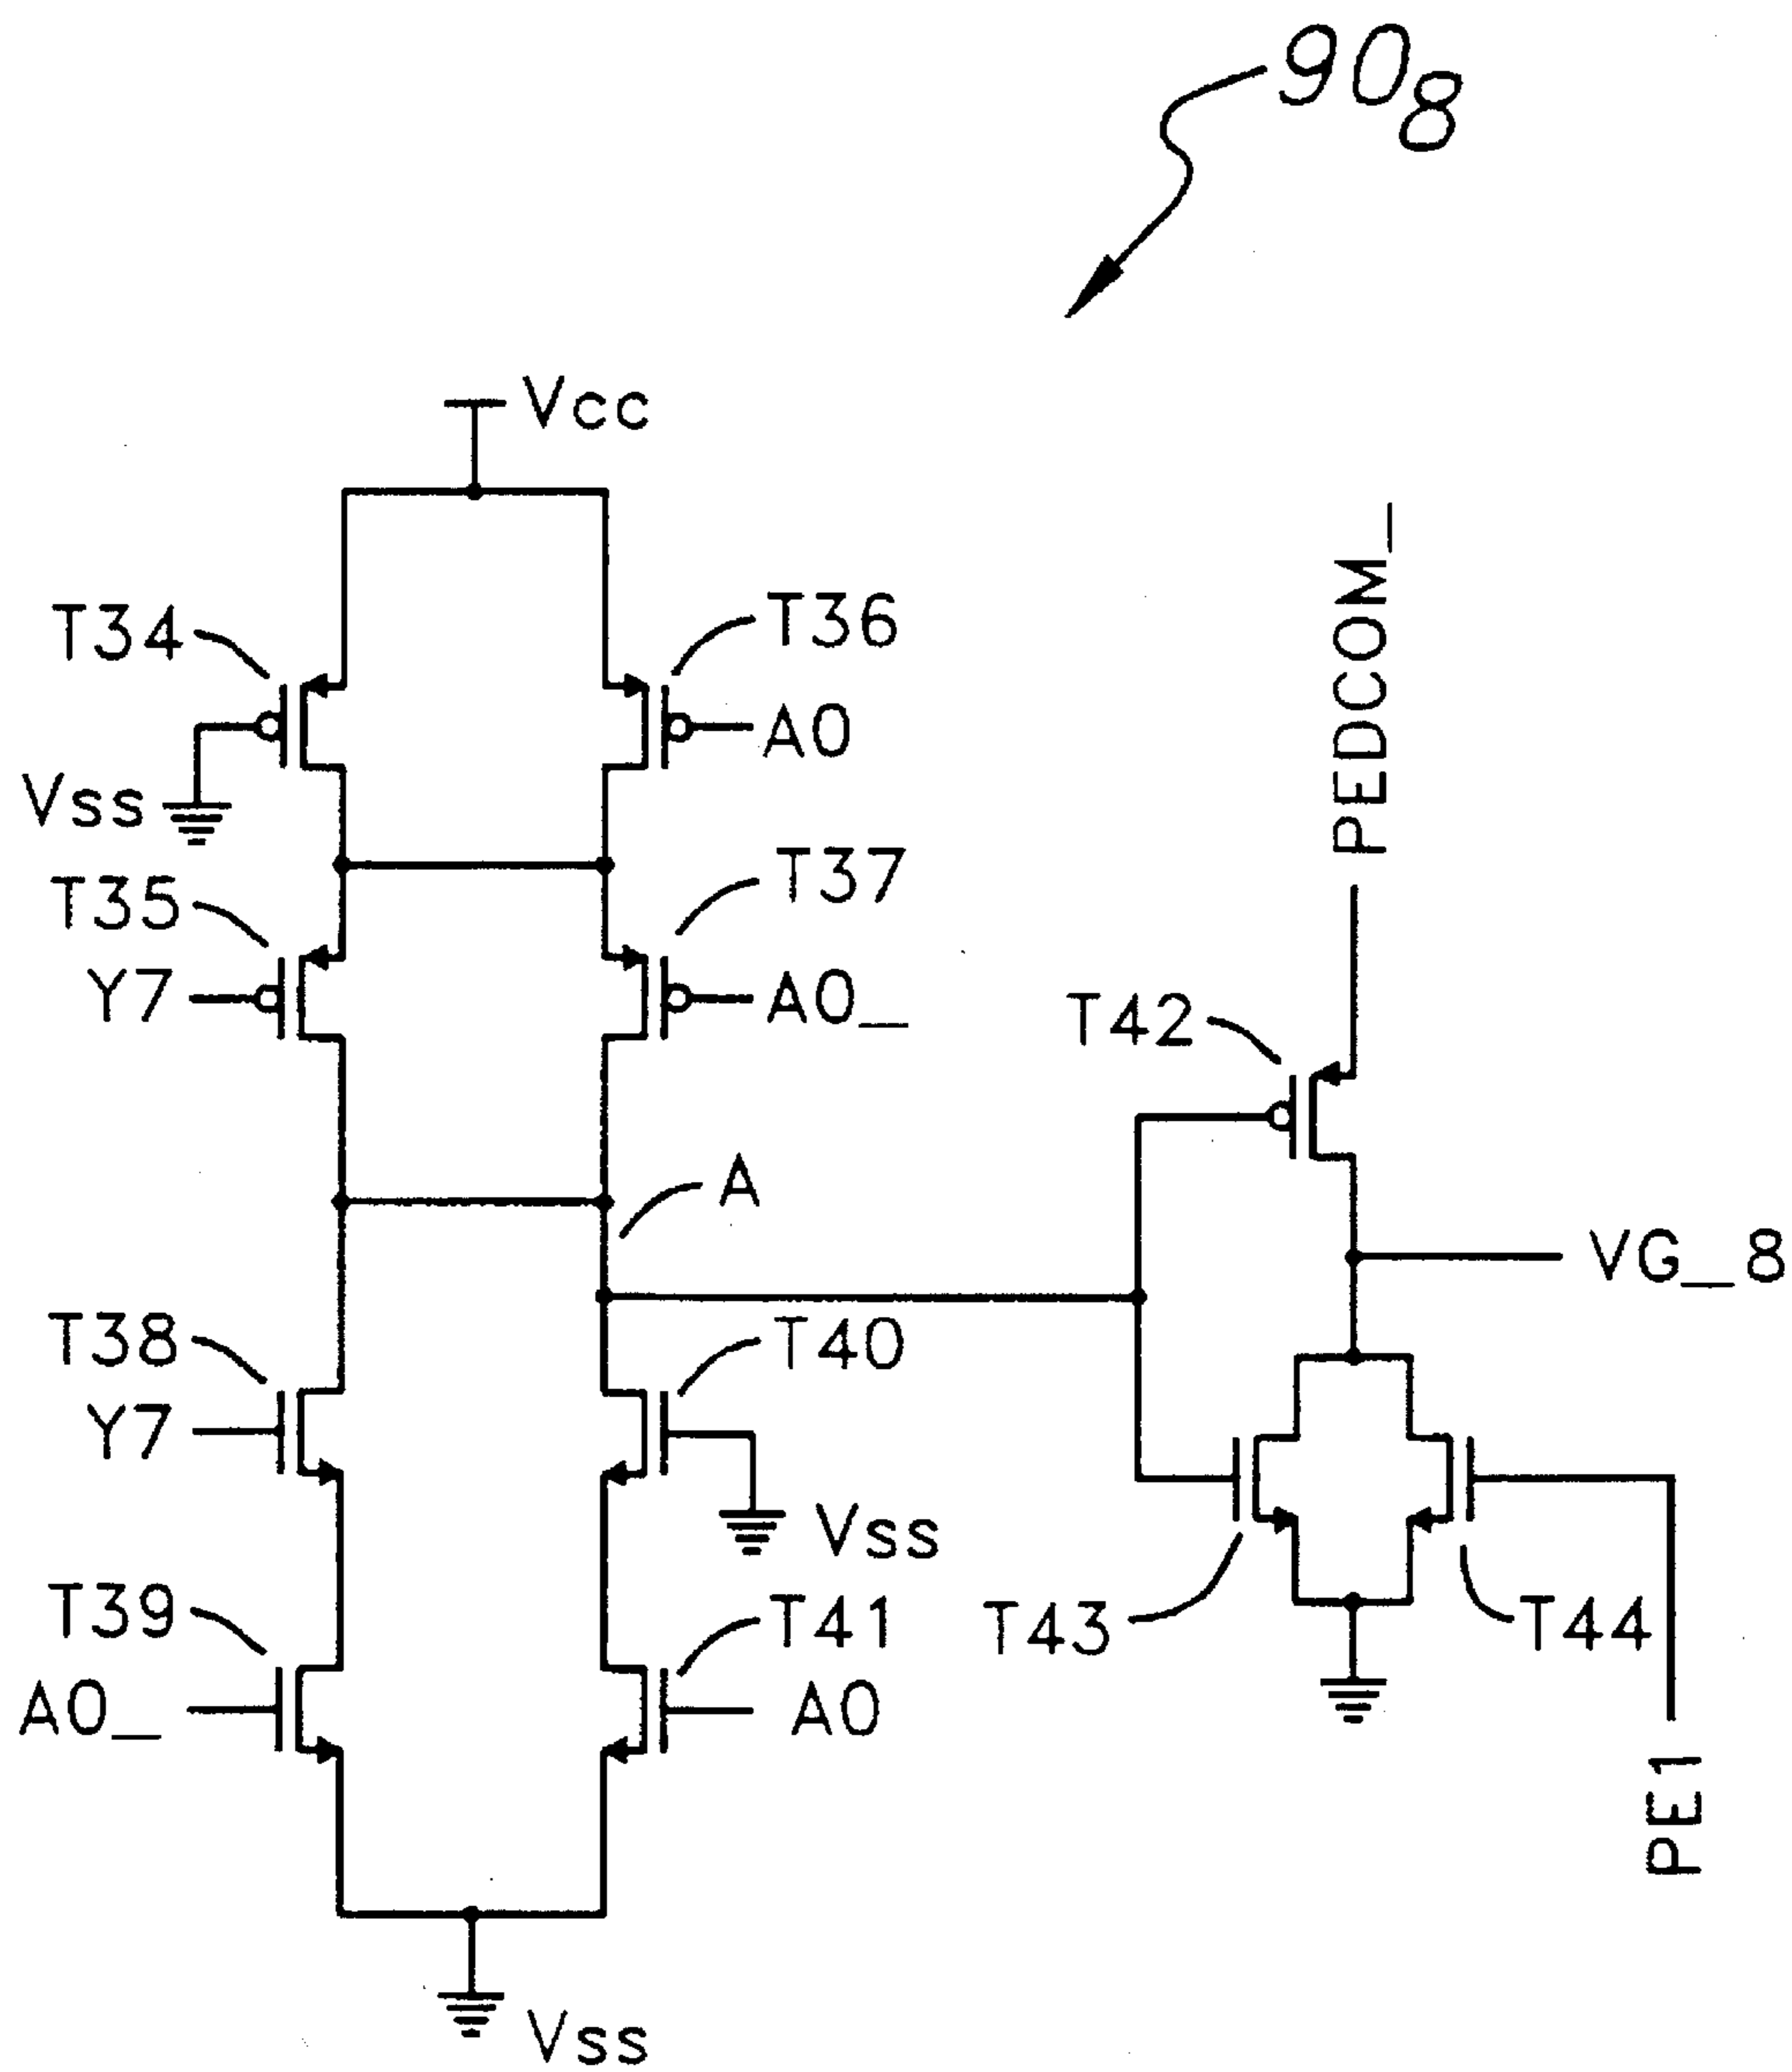 908
Vcc
T34
T36
A0
Vss
PEDCOM_
T35
T37
Y7
A0_
T42
A
VG_8
T38
T40
Y7
Vss
T39
T41
T43
T44
A0_
A0
PE1
Vss